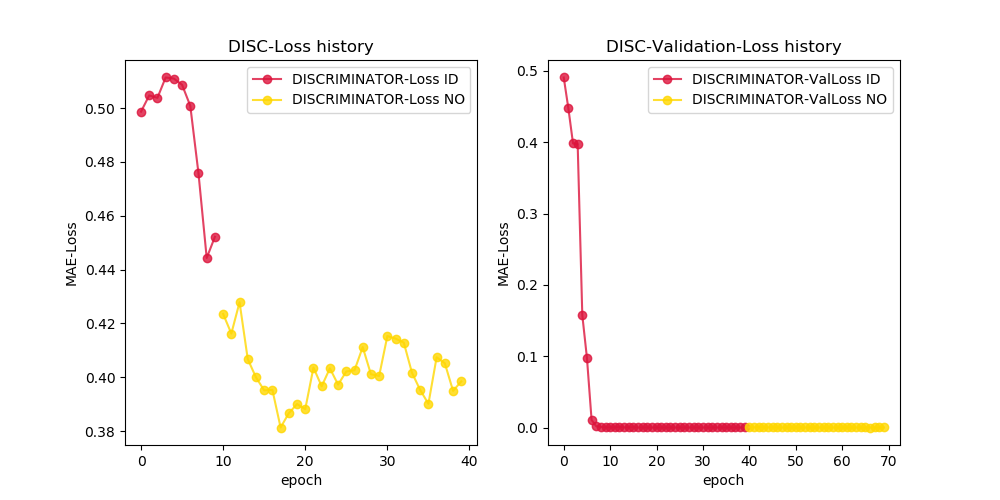 DISC-Loss history
DISCRIMINATOR-Loss ID
DISCRIMINATOR-Loss NO
MAE-Loss
0.50
0.48
0.46
0.44
0.42
0.40
0.38
0
10
20
30
40
epoch
DISC-Validation-Loss history
DISCRIMINATOR-ValLoss ID
DISCRIMINATOR-ValLoss NO
MAE-Loss
0.5
0.4
0.3
0.2
0.1
0.0
0
10
20
30
40
50
60
70
epoch